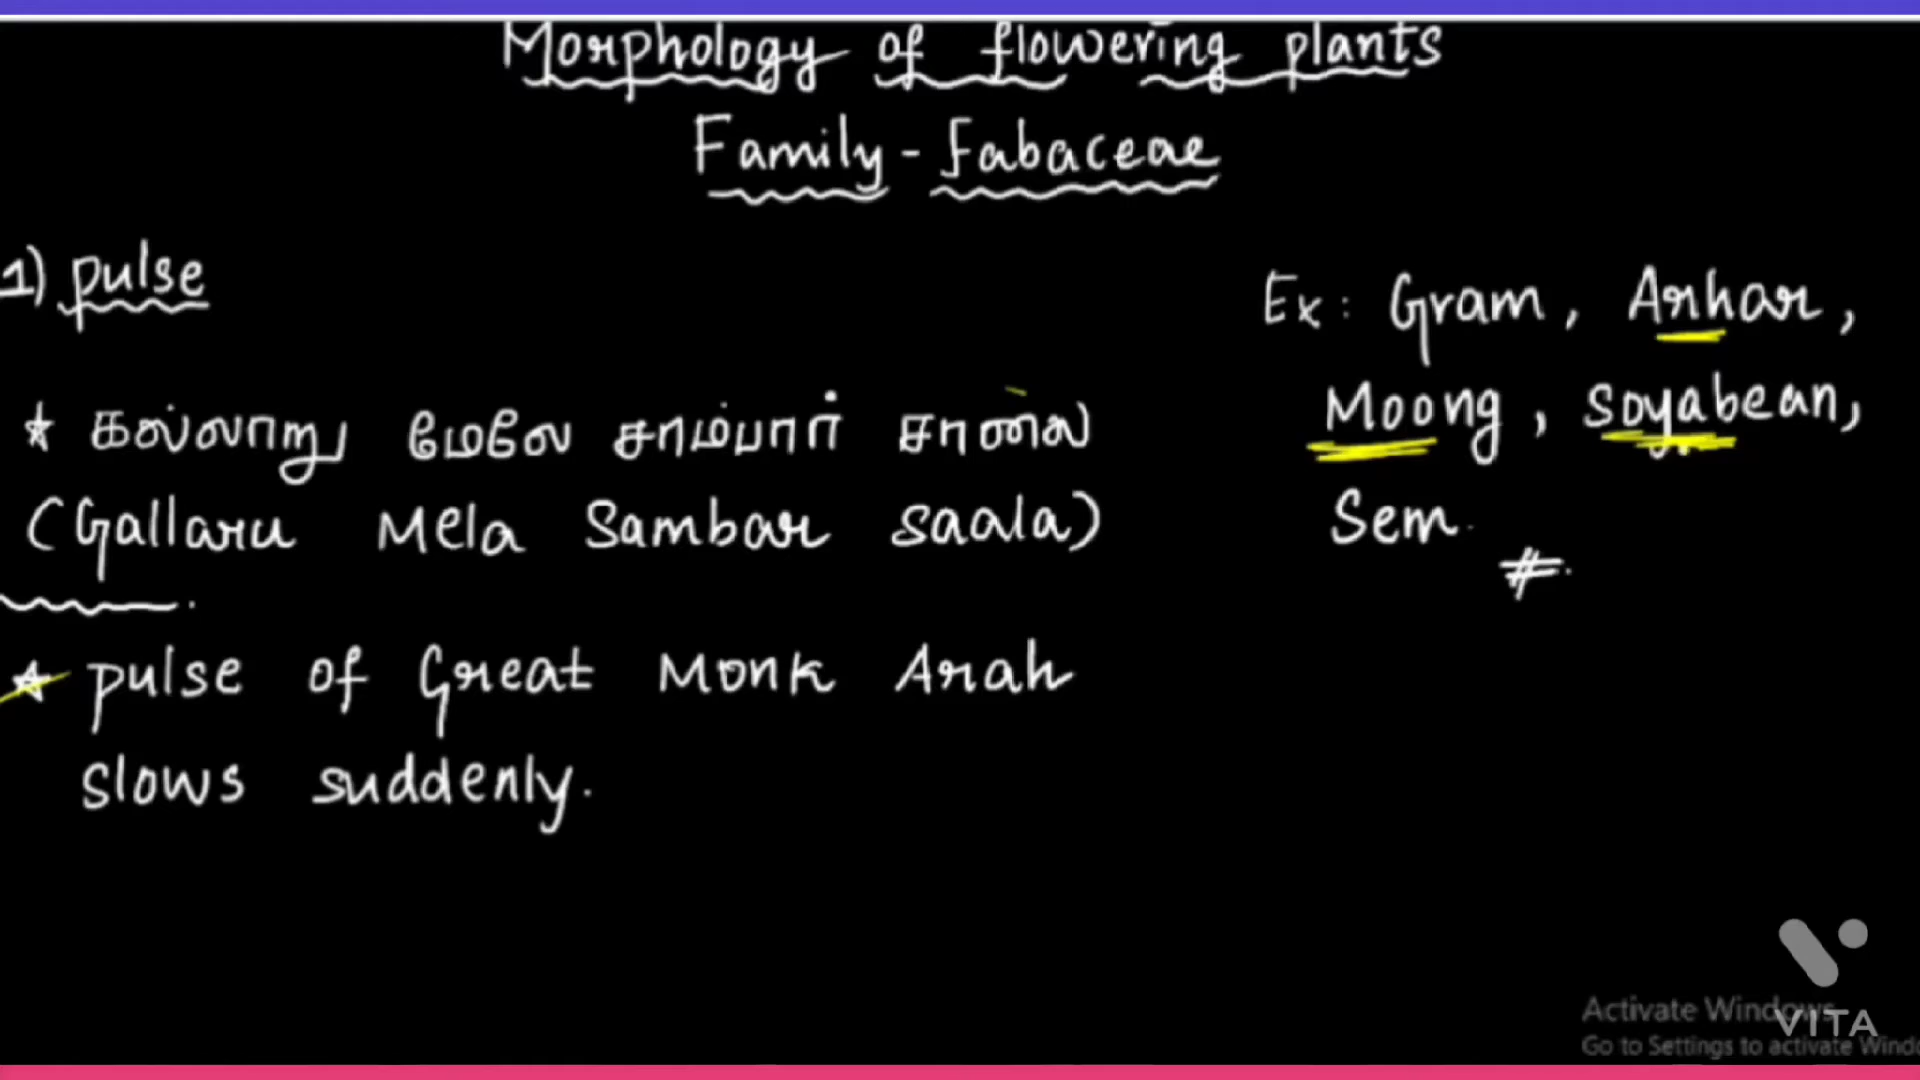 Morphology of flowering plants
Family - Fabaceae
1) pulse
Ex: Gram, Arhar,
Moong, Soyabean,
Sem.
★ கல்லாறு மேலே சாம்பார் சாலை
(Gallaru Mela Sambar saala)
★ pulse of Great Monk Arah
slows suddenly.
VITA
Activate Windows
Go to Settings to activate Windo